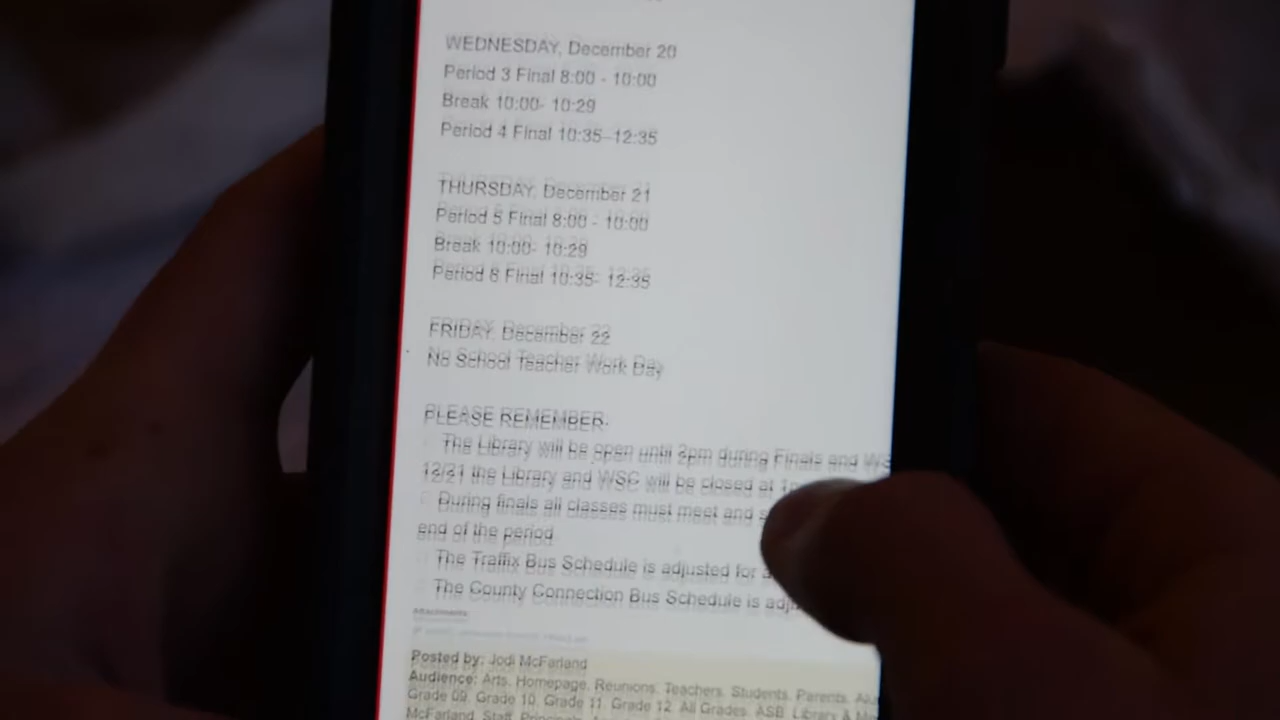 WEDNESDAY, December 20
Period 3 Final 8:00 - 10:00
Break 10:00- 10:29
Period 4 Final 10:35-12:35
THURSDAY, December 21
Period 5 Final 8:00 - 10:00
Break 10:00- 10:29
Period 6 Final 10:35- 12:35
FRIDAY, December 22
No School Teacher Work Day
PLEASE REMEMBER:
The Library will be open until 2pm during Finals and WS
12/21 the Library and WSC will be closed at
During finals all classes must meet and
end of the period.
The Traffix Bus Schedule is adjusted for
The County Connection Bus Schedule is
Attachments
Posted by: Jodi McFarland
Audience: Arts, Homepage, Reunions, Teachers, Students, Parents,
Grade 09, Grade 10, Grade 11, Grade 12, All Grades, ASB, Library &
McFarland, Staff,